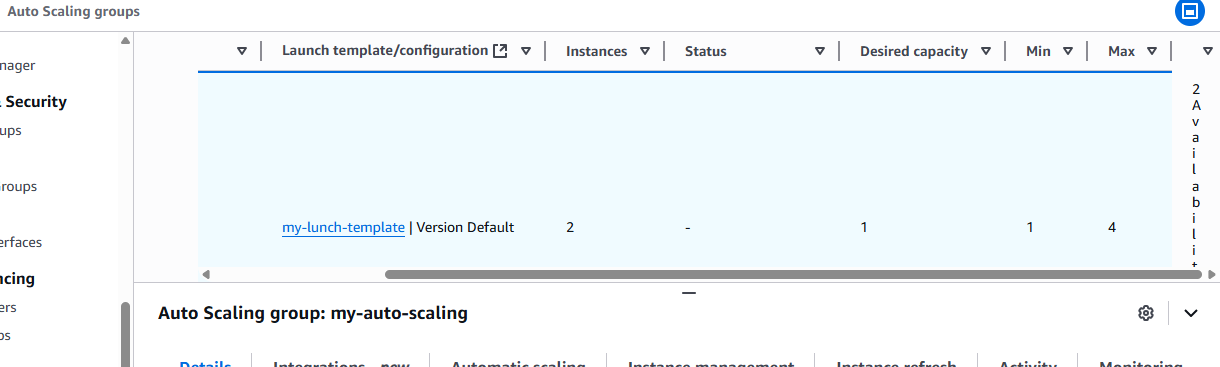 Auto Scaling groups
Launch template/configuration Instances Status Desired capacity Min Max
nager
Security
ups
roups
erfaces
ncing
ers
ps
my-lunch-template | Version Default 2 - 1 1 4
2
A
v
a
i
l
a
b
i
l
i
t
Auto Scaling group: my-auto-scaling
Details Integrations - new Automatic scaling Instance management Instance refresh Activity Monitoring